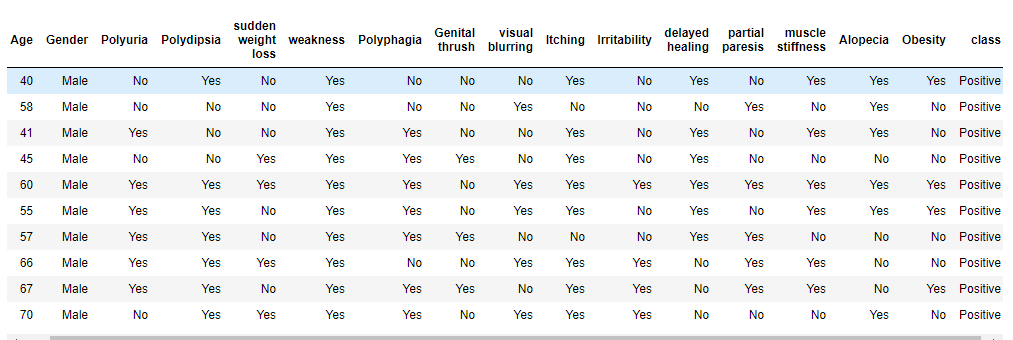 Age Gender Polyuria Polydipsia sudden weight loss weakness Polyphagia Genital thrush visual blurring Itching Irritability delayed healing partial paresis muscle stiffness Alopecia Obesity class
40 Male No Yes No Yes No No No Yes No Yes No Yes Yes Yes Positive
58 Male No No No Yes No No Yes No No No Yes No Yes No Positive
41 Male Yes No No Yes Yes No No Yes No Yes No Yes Yes No Positive
45 Male No No Yes Yes Yes Yes No Yes No Yes No No No No Positive
60 Male Yes Yes Yes Yes Yes No Yes Yes Yes Yes Yes Yes Yes Yes Positive
55 Male Yes Yes No Yes Yes No Yes Yes No Yes No Yes Yes Yes Positive
57 Male Yes Yes No Yes Yes Yes No No No Yes Yes No No No Positive
66 Male Yes Yes Yes Yes No No Yes Yes Yes No Yes Yes No No Positive
67 Male Yes Yes No Yes Yes Yes No Yes Yes No Yes Yes No Yes Positive
70 Male No Yes Yes Yes Yes No Yes Yes Yes No No No Yes No Positive